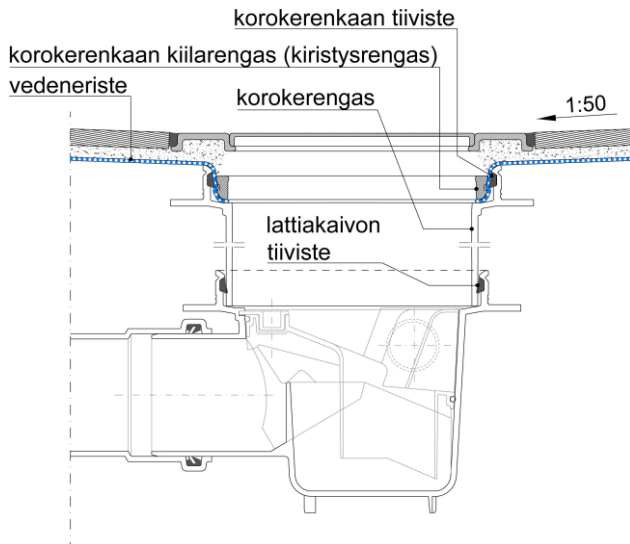 korokerenkaan tiiviste
korokerenkaan kiilarengas (kiristysrengas)
vedeneriste
korokerengas
1:50
lattiakaivon
tiiviste